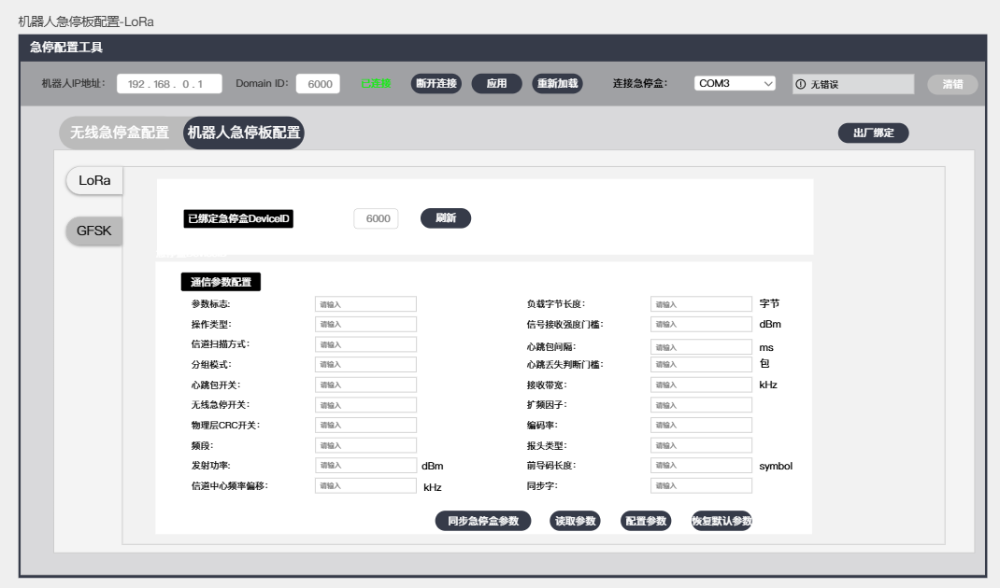 机器人急停板配置-LoRa
急停配置工具
机器人IP地址: 192 . 168 . 0 . 1 Domain ID: 6000 已连接 断开连接 应用 重新加载 连接急停盒: COM3 无错误 清错
无线急停盒配置 机器人急停板配置 出厂绑定
LoRa
GFSK
已绑定急停盒DeviceID 6000 刷新
通信参数配置
参数标志: 请输入 负载字节长度: 请输入 字节
操作类型: 请输入 信号接收强度门槛: 请输入 dBm
信道扫描方式: 请输入 心跳包间隔: 请输入 ms
分组模式: 请输入 心跳丢失判断门槛: 请输入 包
心跳包开关: 请输入 接收带宽: 请输入 kHz
无线急停开关: 请输入 扩频因子: 请输入
物理层CRC开关: 请输入 编码率: 请输入
频段: 请输入 报头类型: 请输入
发射功率: 请输入 dBm 前导码长度: 请输入 symbol
信道中心频率偏移: 请输入 kHz 同步字: 请输入
同步急停盒参数 读取参数 配置参数 恢复默认参数